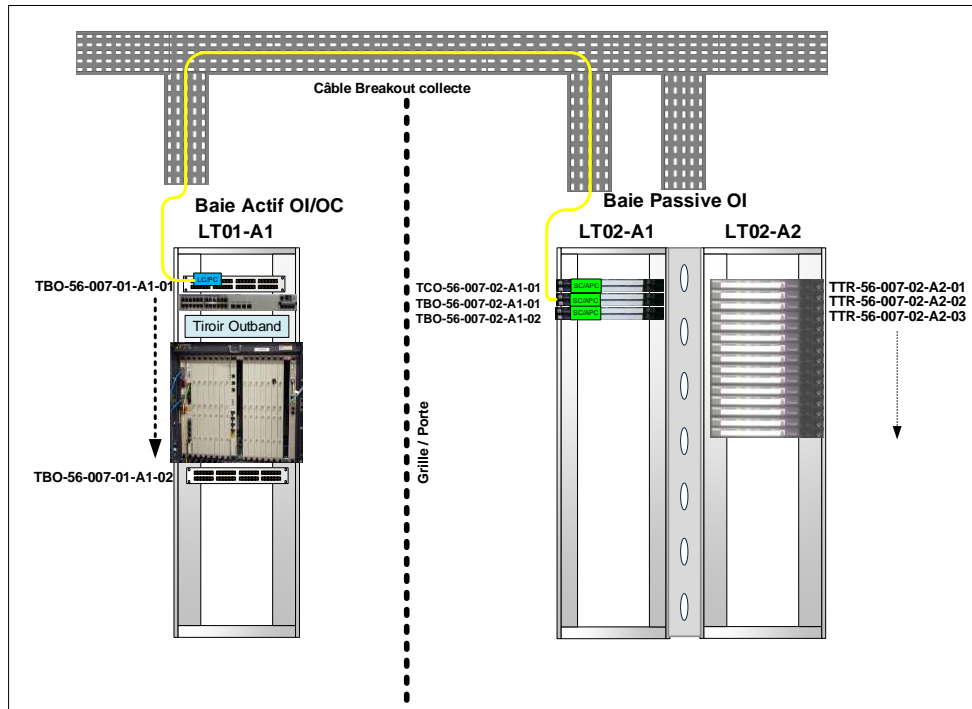 Câble Breakout collecte
Baie Actif OI/OC
LT01-A1
Baie Passive OI
LT02-A1
LT02-A2
LC/PC
TBO-56-007-01-A1-01
Tiroir Outband
TBO-56-007-01-A1-02
Grille / Porte
TCO-56-007-02-A1-01
TBO-56-007-02-A1-01
TBO-56-007-02-A1-02
SC/APC
SC/APC
SC/APC
TTR-56-007-02-A2-01
TTR-56-007-02-A2-02
TTR-56-007-02-A2-03